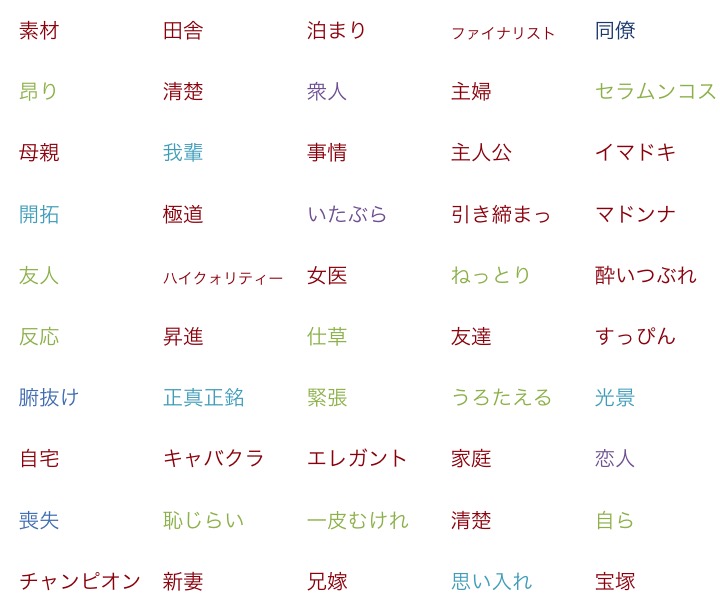 素材 田舎 泊まり ファイナリスト 同僚
昂り 清楚 衆人 主婦 セラムンコス
母親 我輩 事情 主人公 イマドキ
開拓 極道 いたぶら 引き締まっ マドンナ
友人 ハイクォリティー 女医 ねっとり 酔いつぶれ
反応 昇進 仕草 友達 すっぴん
腑抜け 正真正銘 緊張 うろたえる 光景
自宅 キャバクラ エレガント 家庭 恋人
喪失 恥じらい 一皮むけれ 清楚 自ら
チャンピオン 新妻 兄嫁 思い入れ 宝塚